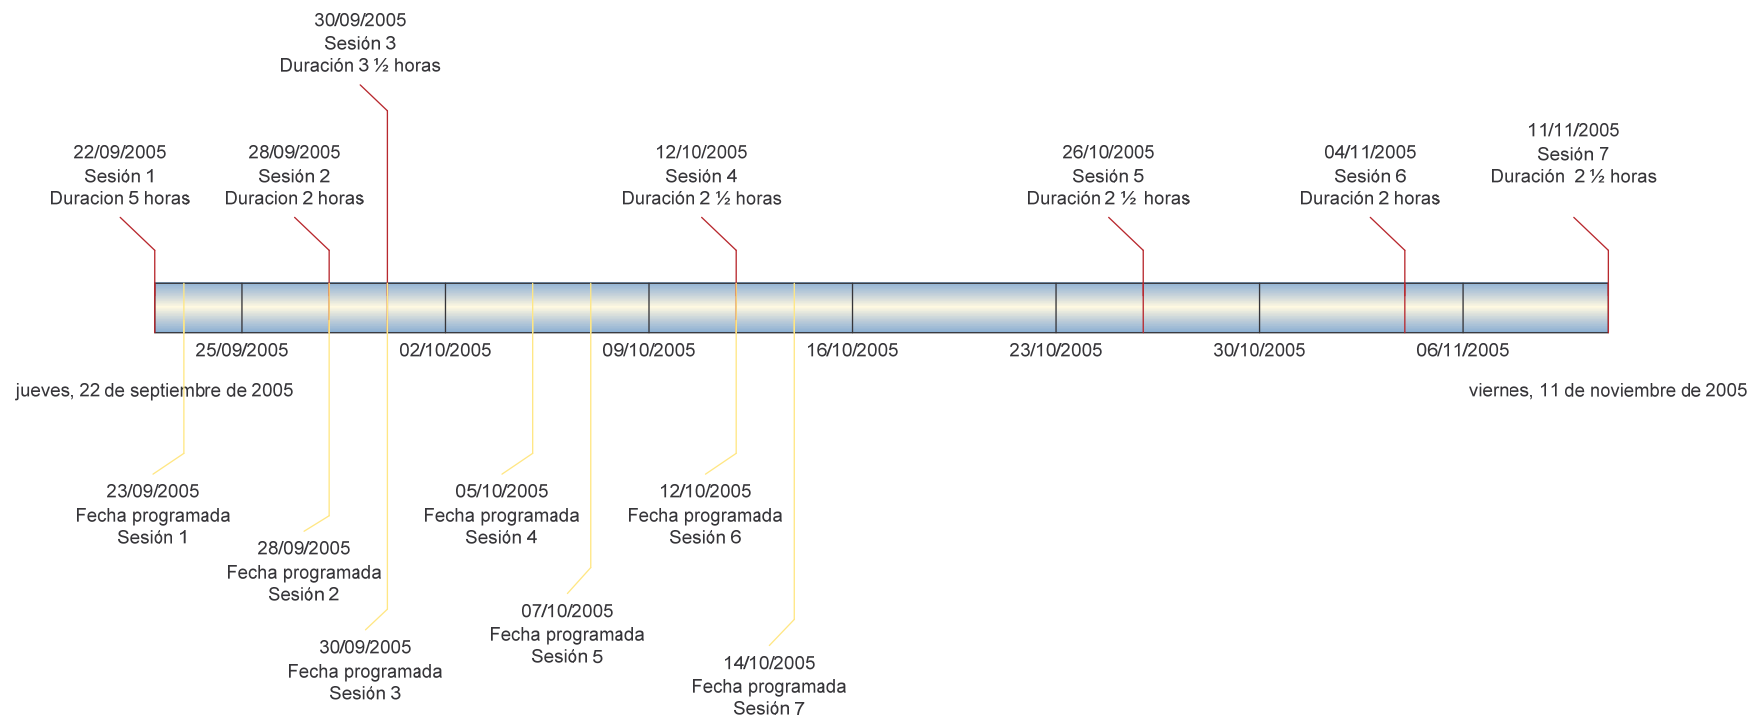 30/09/2005
Sesión 3
Duración 3 ½ horas
22/09/2005
Sesión 1
Duracion 5 horas
28/09/2005
Sesión 2
Duracion 2 horas
12/10/2005
Sesión 4
Duración 2 ½ horas
26/10/2005
Sesión 5
Duración 2 ½ horas
04/11/2005
Sesión 6
Duración 2 horas
11/11/2005
Sesión 7
Duración  2 ½ horas
25/09/2005
02/10/2005
09/10/2005
16/10/2005
23/10/2005
30/10/2005
06/11/2005
jueves, 22 de septiembre de 2005
viernes, 11 de noviembre de 2005
23/09/2005
Fecha programada
Sesión 1
28/09/2005
Fecha programada
Sesión 2
30/09/2005
Fecha programada
Sesión 3
05/10/2005
Fecha programada
Sesión 4
07/10/2005
Fecha programada
Sesión 5
12/10/2005
Fecha programada
Sesión 6
14/10/2005
Fecha programada
Sesión 7